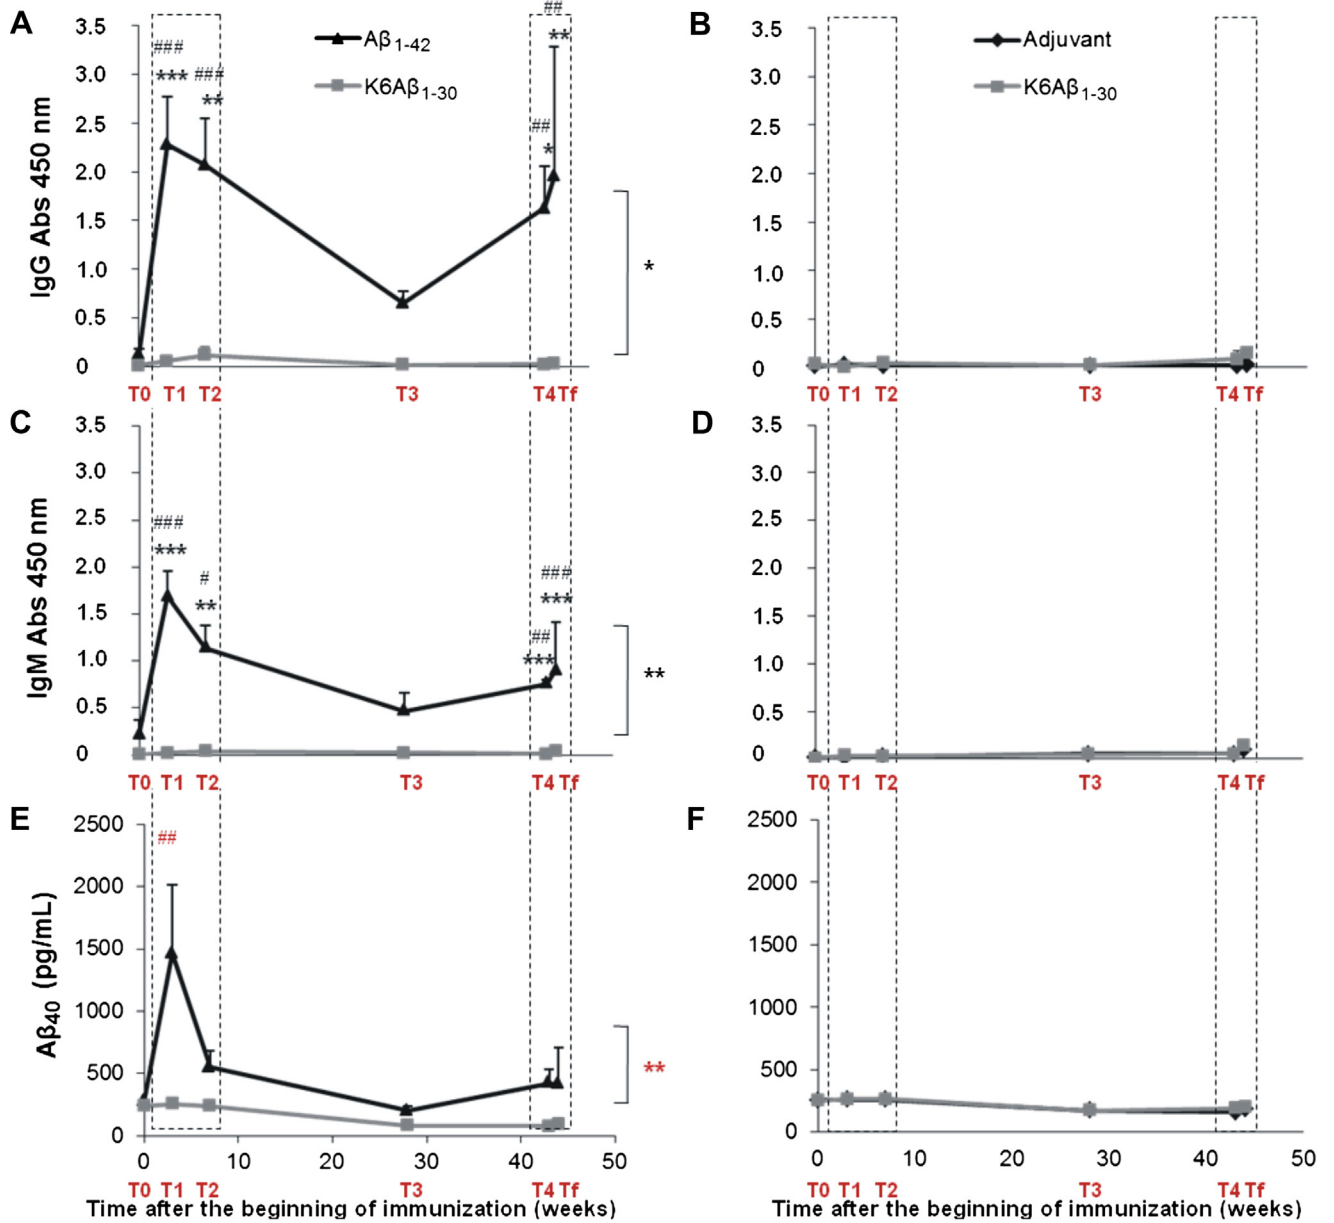 A
IgG Abs 450 nm
3.5
3.0
2.5
2.0
1.5
1.0
0.5
0
Aβ1-42
K6Aβ1-30
###
***
###
**
##
*
##
**
*
T0 T1 T2 T3 T4 Tf
B
3.5
3.0
2.5
2.0
1.5
1.0
0.5
0
Adjuvant
K6Aβ1-30
T0 T1 T2 T3 T4 Tf
C
IgM Abs 450 nm
3.5
3.0
2.5
2.0
1.5
1.0
0.5
0
###
***
#
**
##
***
###
***
**
T0 T1 T2 T3 T4 Tf
D
3.5
3.0
2.5
2.0
1.5
1.0
0.5
0
T0 T1 T2 T3 T4 Tf
E
Aβ40 (pg/mL)
2500
2000
1500
1000
500
0
##
**
0 10 20 30 40 50
T0 T1 T2 T3 T4 Tf
Time after the beginning of immunization (weeks)
F
2500
2000
1500
1000
500
0
0 10 20 30 40 50
T0 T1 T2 T3 T4 Tf
Time after the beginning of immunization (weeks)